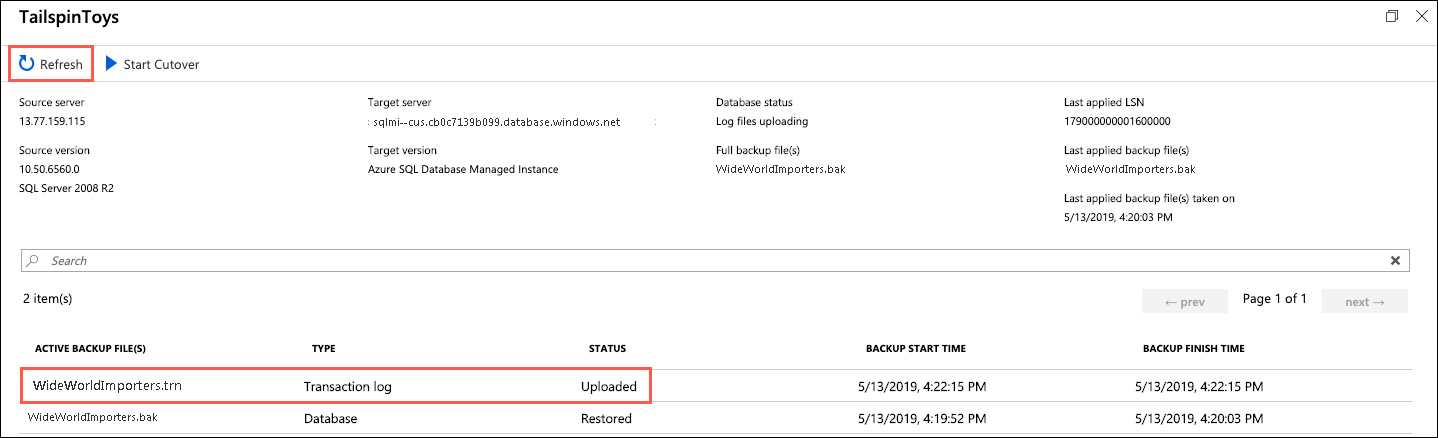 TailspinToys
Refresh Start Cutover
Source server Target server Database status Last applied LSN
13.77.159.115 : sqlmi--cus.cb0c7139b099.database.windows.net : Log files uploading 179000000001600000
Source version Target version Full backup file(s) Last applied backup file(s)
10.50.6560.0 Azure SQL Database Managed Instance WideWorldImporters.bak WideWorldImporters.bak
SQL Server 2008 R2
Last applied backup file(s) taken on
5/13/2019, 4:20:03 PM
Search
2 item(s) ← prev Page 1 of 1 next →
ACTIVE BACKUP FILE(S) TYPE STATUS BACKUP START TIME BACKUP FINISH TIME
WideWorldImporters.trn Transaction log Uploaded 5/13/2019, 4:22:15 PM 5/13/2019, 4:22:15 PM
WideWorldImporters.bak Database Restored 5/13/2019, 4:19:52 PM 5/13/2019, 4:20:03 PM